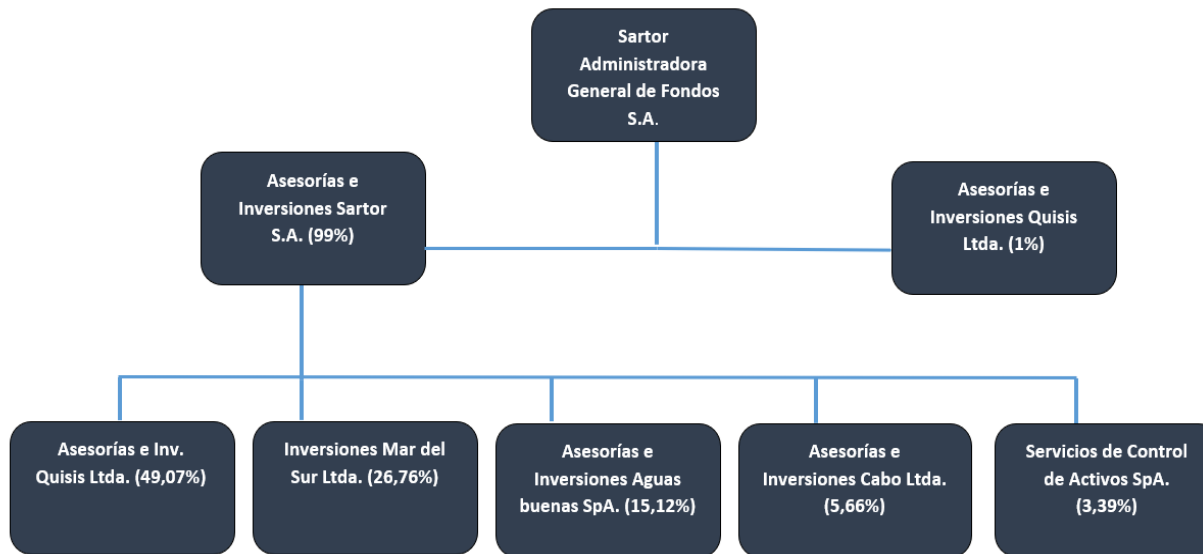 Sartor
Administradora
General de Fondos
S.A.
Asesorías e
Inversiones Sartor
S.A. (99%)
Asesorías e
Inversiones Quisis
Ltda. (1%)
Asesorías e Inv.
Quisis Ltda. (49,07%)
Inversiones Mar del
Sur Ltda. (26,76%)
Asesorías e
Inversiones Aguas
buenas SpA. (15,12%)
Asesorías e
Inversiones Cabo Ltda.
(5,66%)
Servicios de Control
de Activos SpA.
(3,39%)